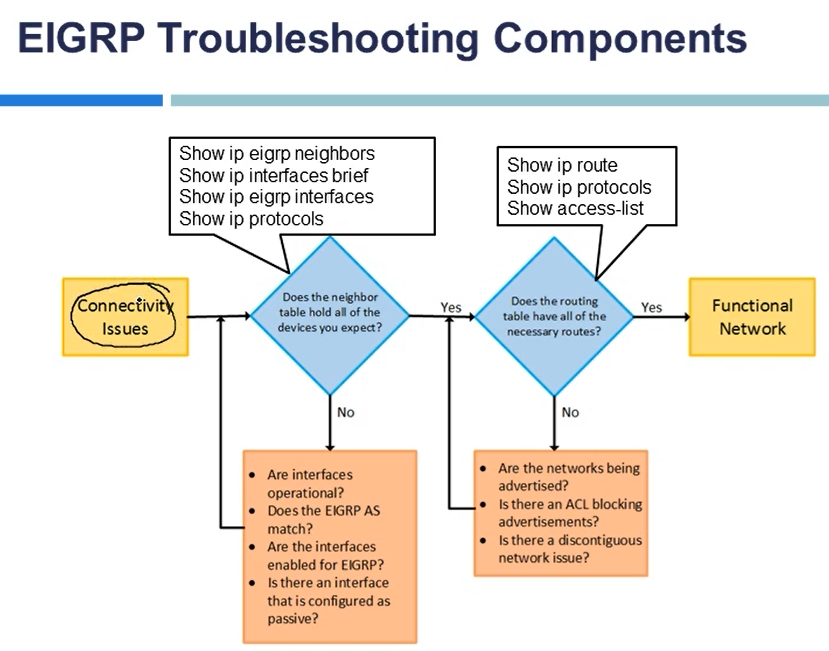 EIGRP Troubleshooting Components
Show ip eigrp neighbors
Show ip interfaces brief
Show ip eigrp interfaces
Show ip protocols
Show ip route
Show ip protocols
Show access-list
Connectivity
Issues
Does the neighbor
table hold all of the
devices you expect?
Yes
Does the routing
table have all of the
necessary routes?
Yes
Functional
Network
No
No
• Are interfaces
operational?
• Does the EIGRP AS
match?
• Are the interfaces
enabled for EIGRP?
• Is there an interface
that is configured as
passive?
• Are the networks being
advertised?
• Is there an ACL blocking
advertisements?
• Is there a discontiguous
network issue?